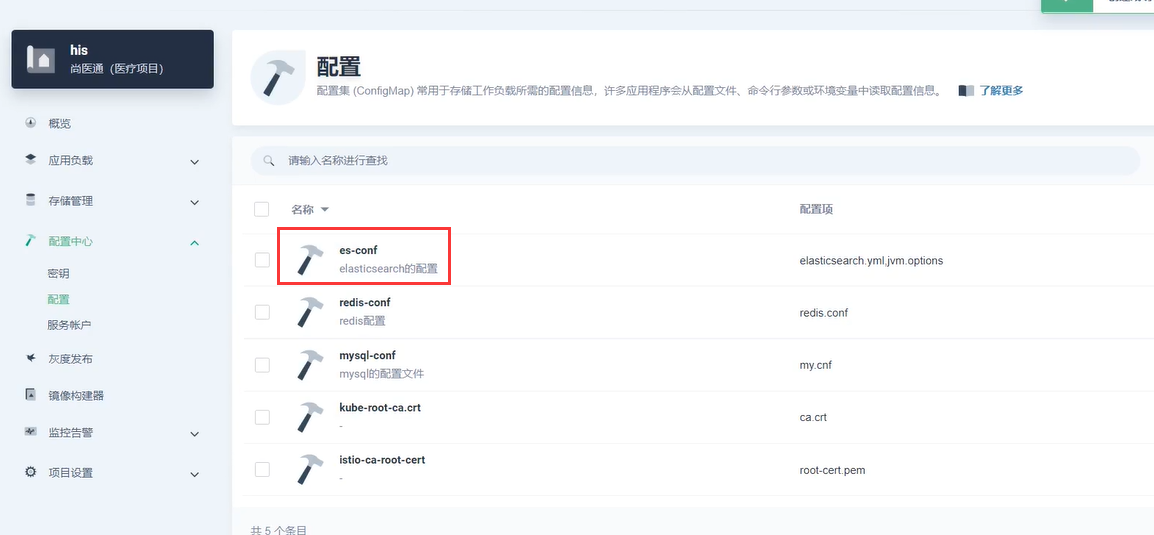 his
尚医通（医疗项目）
概览
应用负载
存储管理
配置中心
密钥
配置
服务帐户
灰度发布
镜像构建器
监控告警
项目设置
配置
配置集 (ConfigMap) 常用于存储工作负载所需的配置信息，许多应用程序会从配置文件、命令行参数或环境变量中读取配置信息。 了解更多
请输入名称进行查找
名称 配置项
es-conf
elasticsearch的配置
elasticsearch.yml,jvm.options
redis-conf
redis配置
redis.conf
mysql-conf
mysql的配置文件
my.cnf
kube-root-ca.crt
-
ca.crt
istio-ca-root-cert
-
root-cert.pem
共 5 个条目